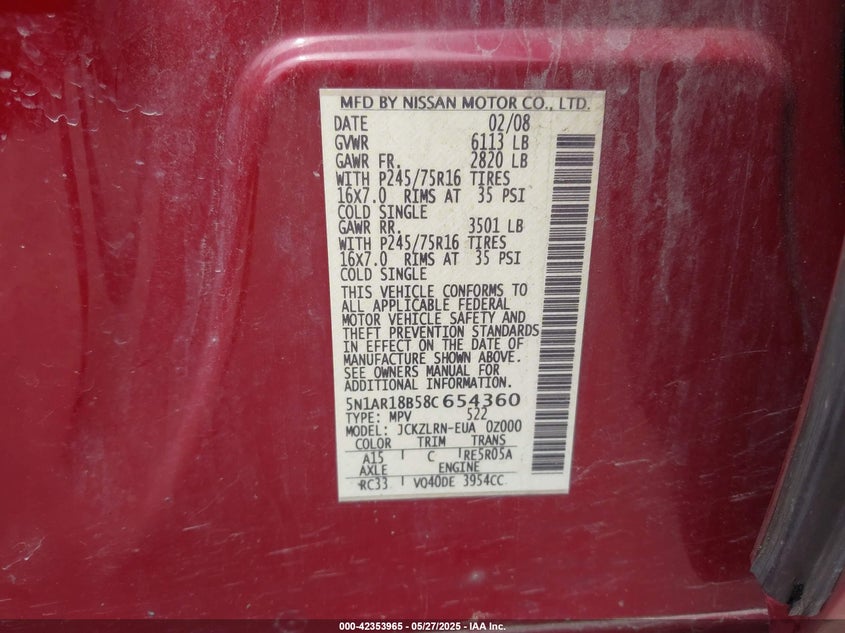 MFD BY NISSAN MOTOR CO., LTD.
DATE 02/08
GVWR 6113 LB
GAWR FR. 2820 LB
WITH P245/75R16 TIRES
16X7.0 RIMS AT 35 PSI
COLD SINGLE
GAWR RR. 3501 LB
WITH P245/75R16 TIRES
16X7.0 RIMS AT 35 PSI
COLD SINGLE
THIS VEHICLE CONFORMS TO
ALL APPLICABLE FEDERAL
MOTOR VEHICLE SAFETY AND
THEFT PREVENTION STANDARDS
IN EFFECT ON THE DATE OF
MANUFACTURE SHOWN ABOVE.
SEE OWNERS MANUAL FOR
ADDITIONAL INFORMATION.
5N1AR18B58C654360
TYPE: MPV 522
MODEL: JCKZLRN-EUA 0Z000
COLOR TRIM TRANS
A15 C RE5R05A
AXLE ENGINE
RC33 VQ40DE 3954CC
000-42353965 - 05/27/2025 - IAA Inc.